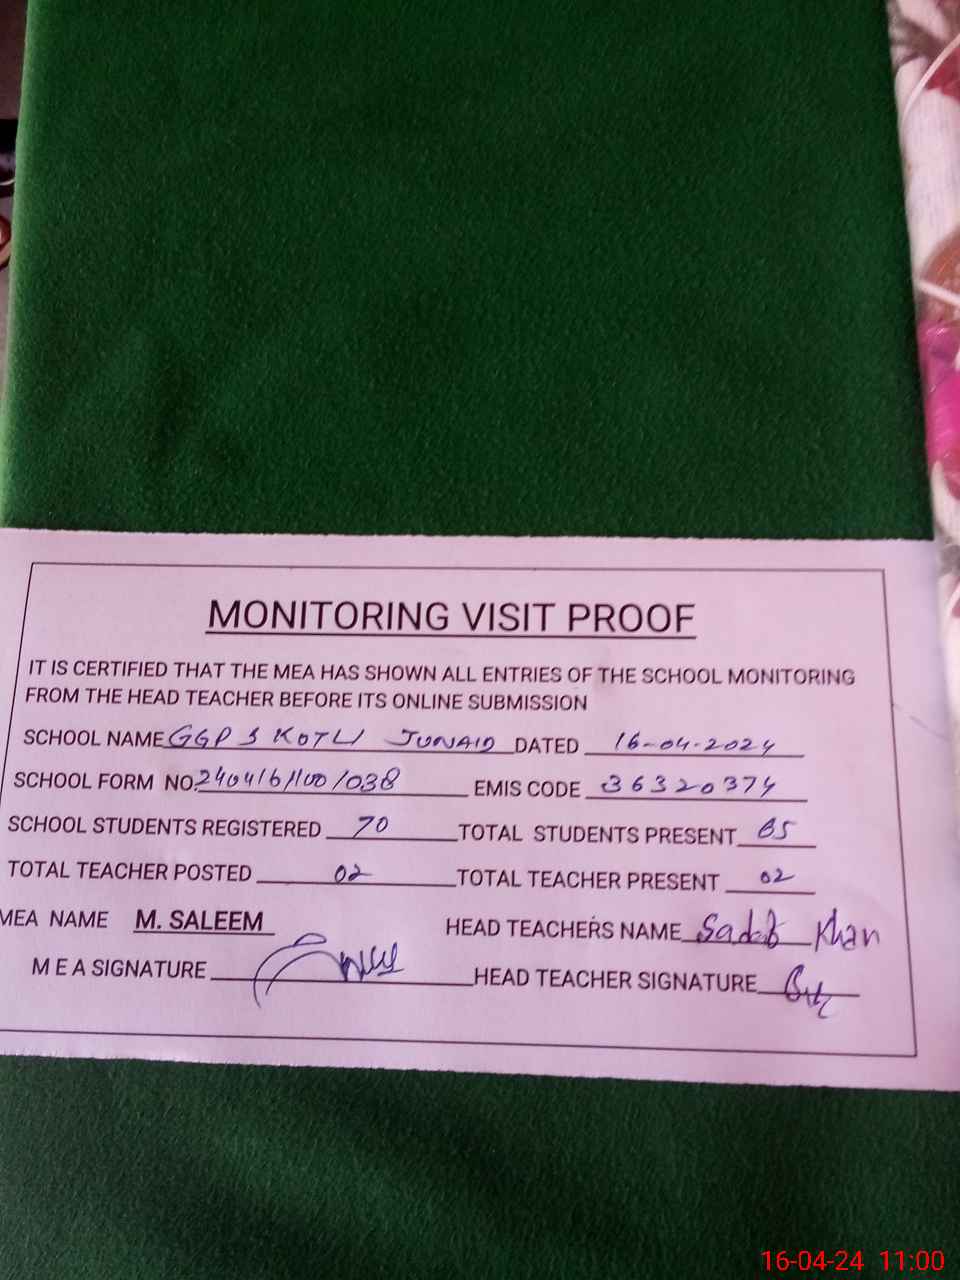 MONITORING VISIT PROOF
IT IS CERTIFIED THAT THE MEA HAS SHOWN ALL ENTRIES OF THE SCHOOL MONITORING
FROM THE HEAD TEACHER BEFORE ITS ONLINE SUBMISSION
SCHOOL NAME GGPS KOTLI JUNAID DATED 16-04-2024
SCHOOL FORM NO. 240416/100/038 EMIS CODE 36320374
SCHOOL STUDENTS REGISTERED 70 TOTAL STUDENTS PRESENT
TOTAL TEACHER POSTED 02 TOTAL TEACHER PRESENT 02
MEA NAME M. SALEEM HEAD TEACHERS NAME Khan
M E A SIGNATURE HEAD TEACHER SIGNATURE
16-04-24 11:00